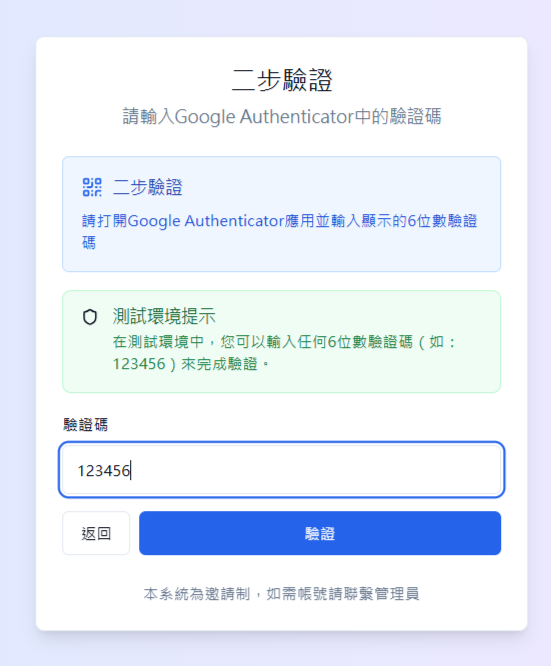 二步驗證
請輸入Google Authenticator中的驗證碼
二步驗證
請打開Google Authenticator應用並輸入顯示的6位數驗證
碼
測試環境提示
在測試環境中，您可以輸入任何6位數驗證碼（如：
123456）來完成驗證。
驗證碼
123456
返回
驗證
本系統為邀請制，如需帳號請聯繫管理員